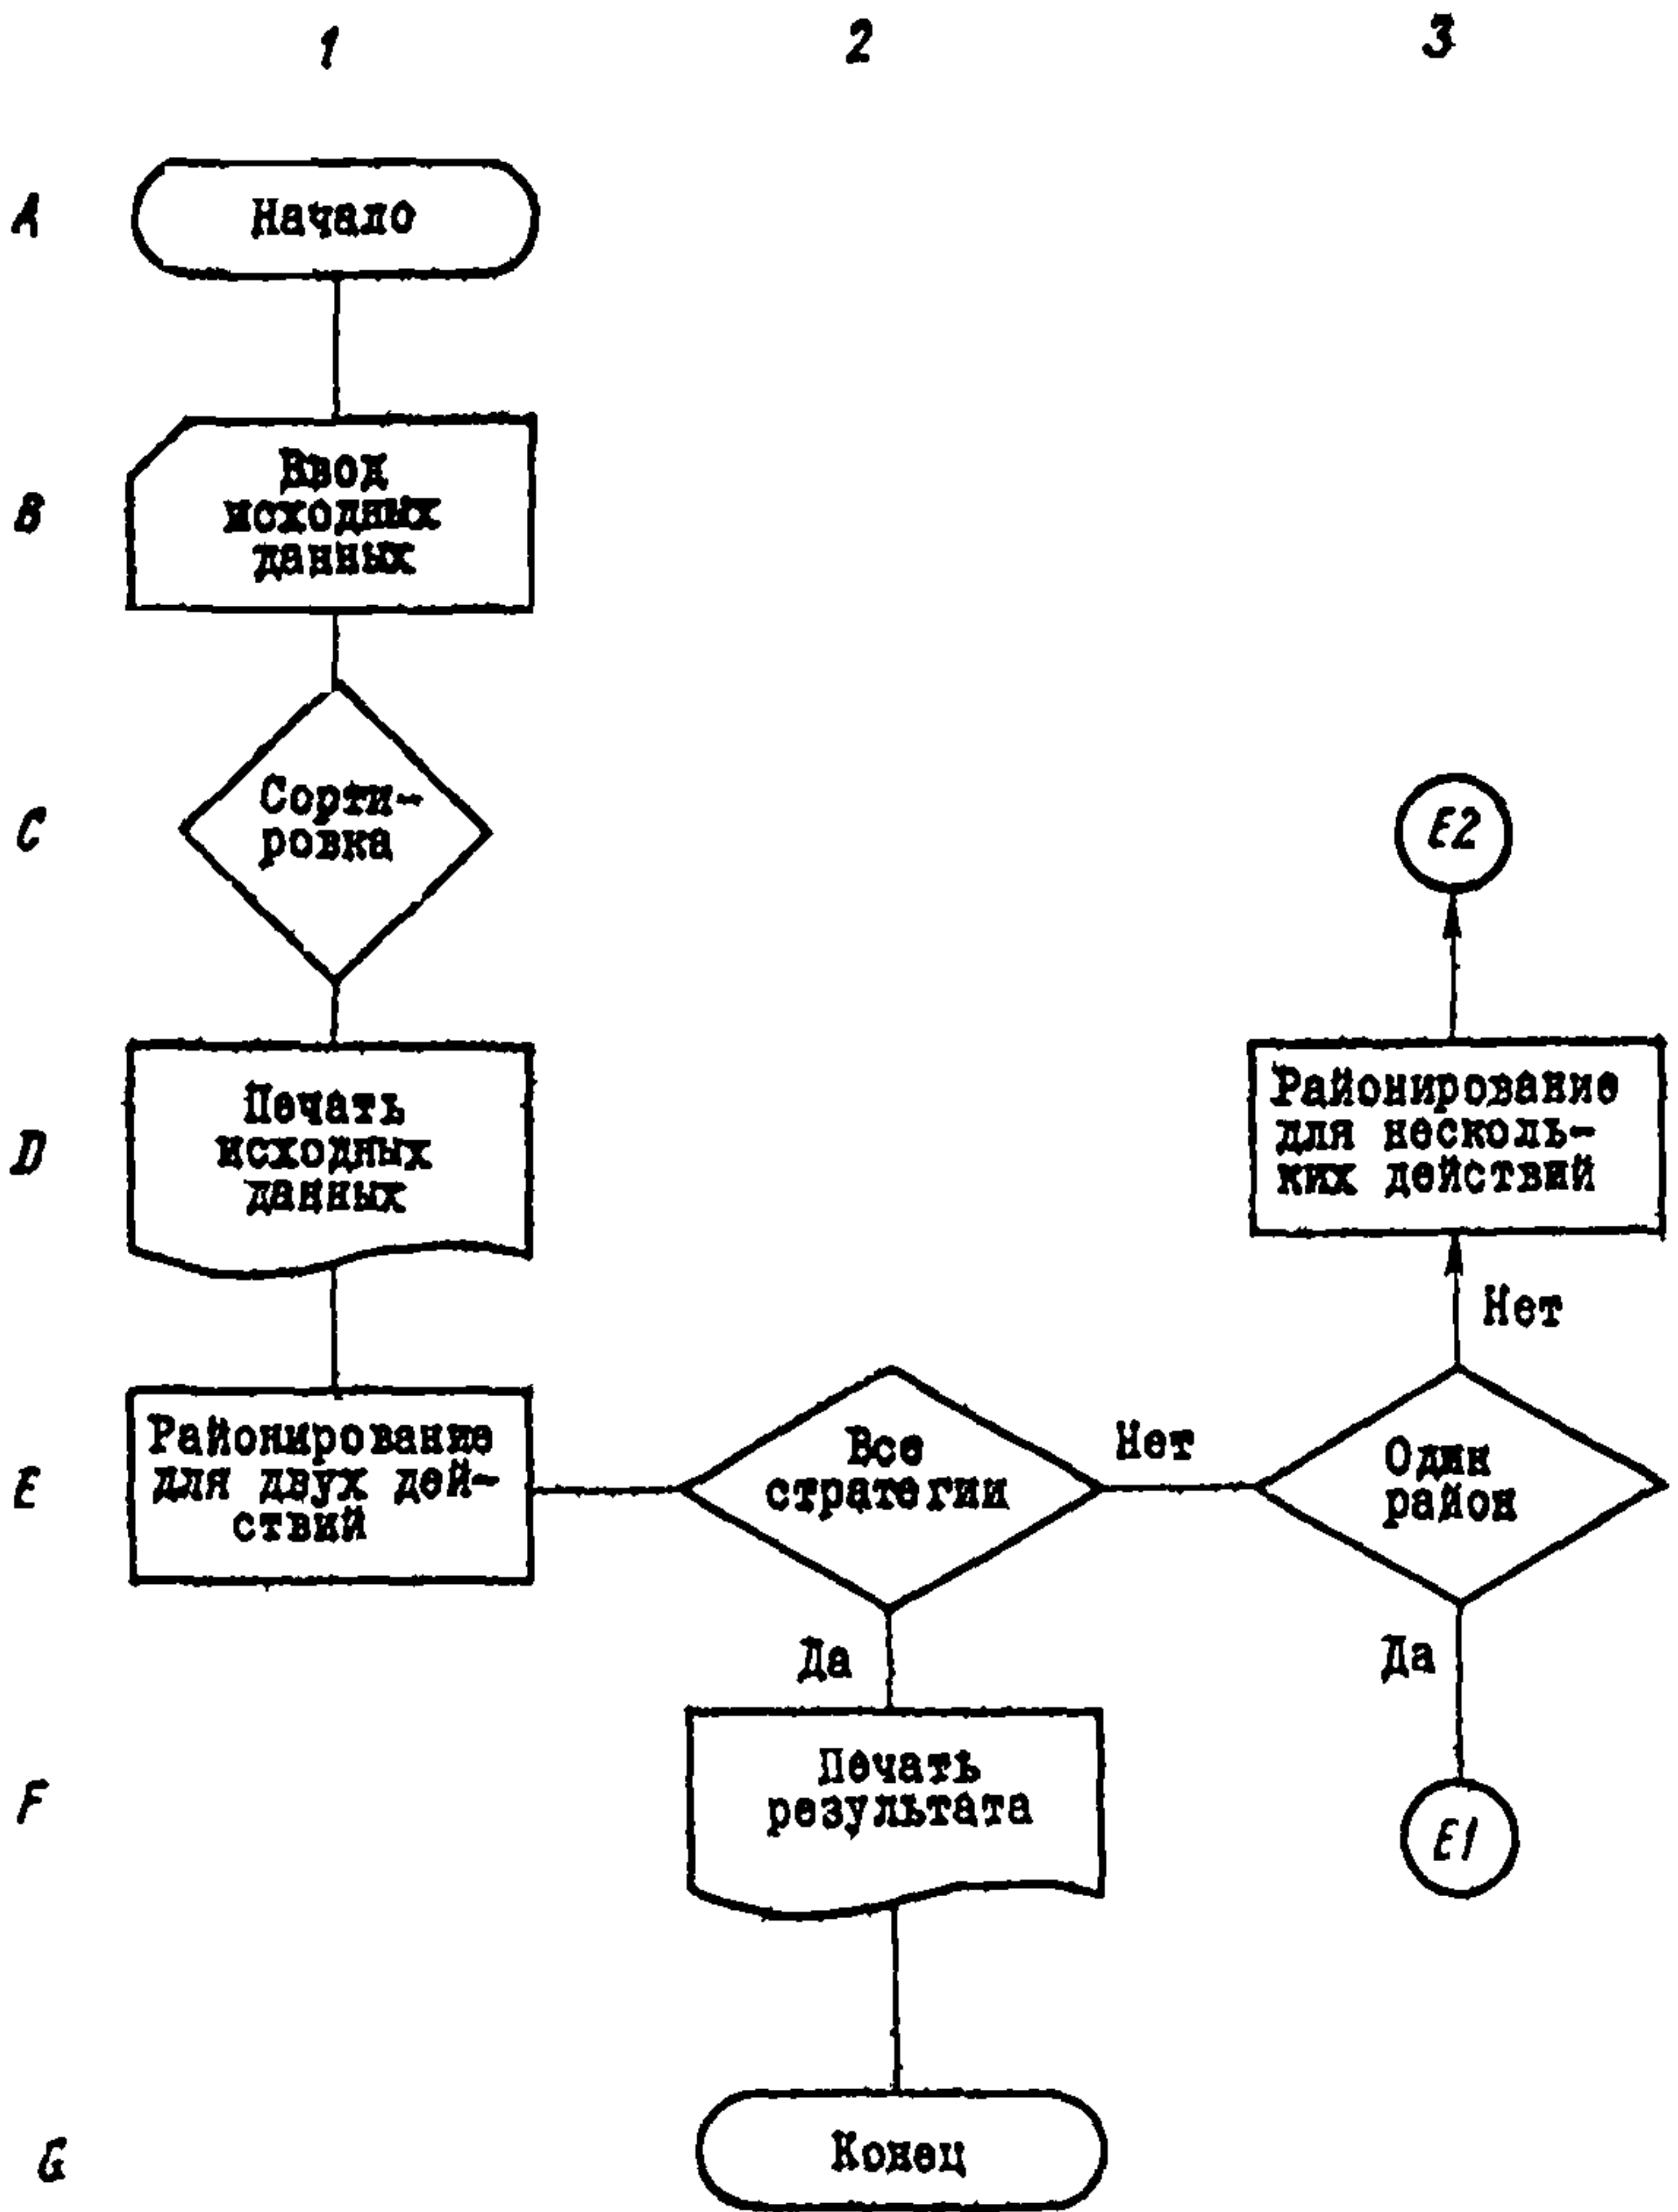 1 2 3
A
Начало
B
Ввод
исходных
данных
C
Сорти-
ровка
E2
D
Печать
исходных
данных
Районирование
для несколь-
ких действий
Нет
E
Районирование
для двух дей-
ствий
Все
стратегии
Нет
Один
район
Да
Да
F
Печать
результата
E1
G
Конец